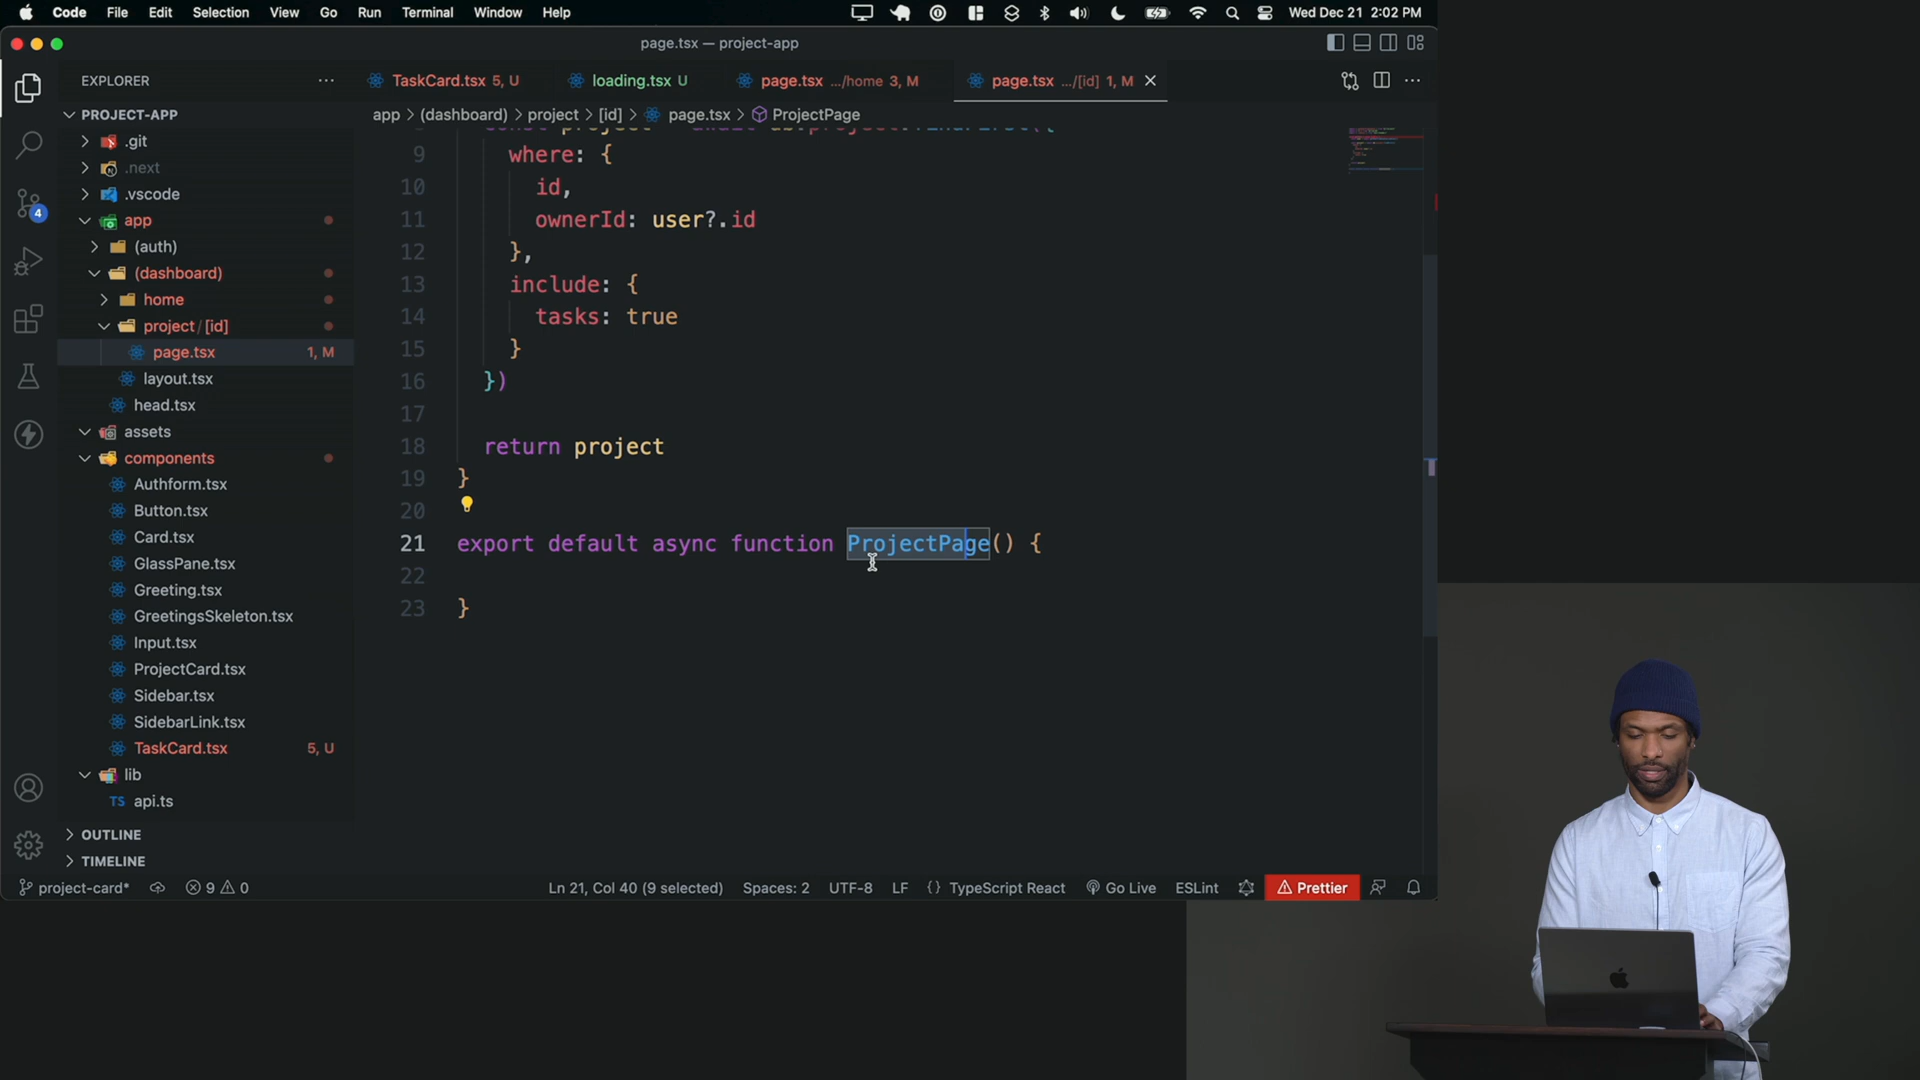 Code File Edit Selection View Go Run Terminal Window Help Wed Dec 21 2:02 PM
page.tsx — project-app
EXPLORER
TaskCard.tsx 5, U
loading.tsx U
page.tsx .../home 3, M
page.tsx .../[id] 1, M
app > (dashboard) > project > [id] > page.tsx > ProjectPage
PROJECT-APP
.git
.next
.vscode
app
(auth)
(dashboard)
home
project / [id]
page.tsx 1, M
layout.tsx
head.tsx
assets
components
Authform.tsx
Button.tsx
Card.tsx
GlassPane.tsx
Greeting.tsx
GreetingsSkeleton.tsx
Input.tsx
ProjectCard.tsx
Sidebar.tsx
SidebarLink.tsx
TaskCard.tsx 5, U
lib
TS api.ts
OUTLINE
TIMELINE
9 where: {
10 id,
11 ownerId: user?.id
12 },
13 include: {
14 tasks: true
15 }
16 })
17
18 return project
19 }
20
21 export default async function ProjectPage() {
22
23 }
4
project-card* 9 0 Ln 21, Col 40 (9 selected) Spaces: 2 UTF-8 LF {} TypeScript React Go Live ESLint Prettier